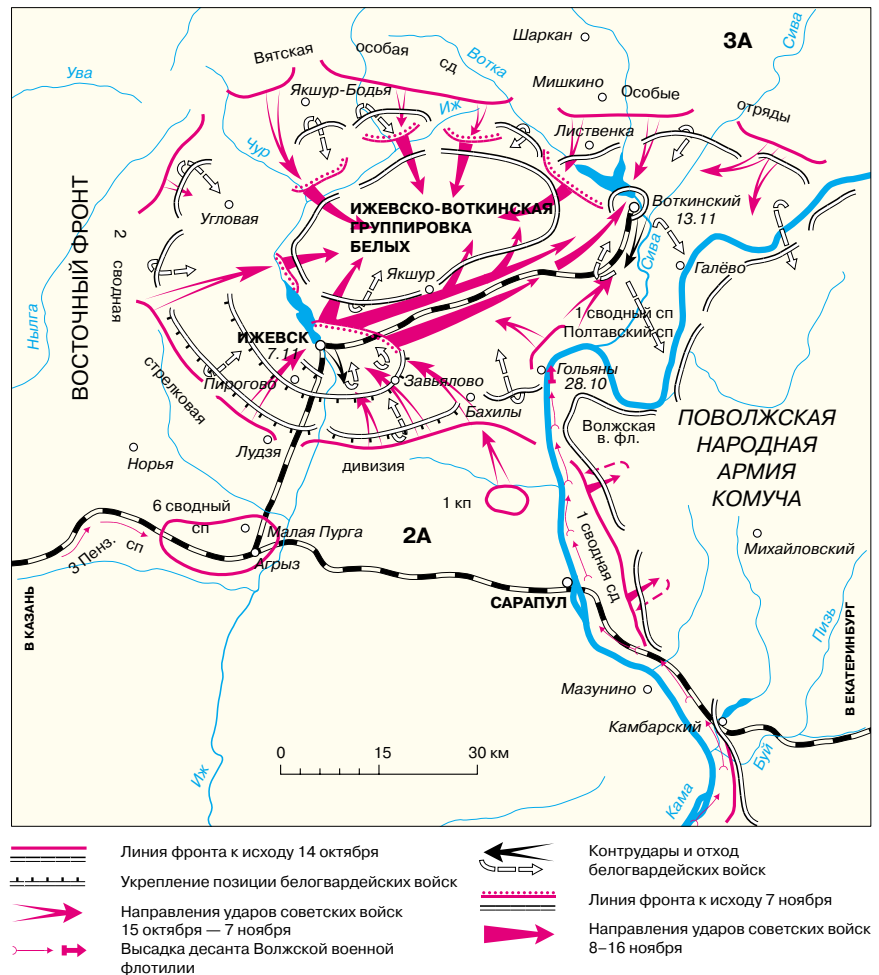 Шаркан
3А
Сива
Вятская
особая
сд
Вотка
Ува
Мишкино
Якшур-Бодья
Особые
отряды
Иж
Лиственка
Чур
ВОСТОЧНЫЙ ФРОНТ
Угловая
ИЖЕВСКО-ВОТКИНСКАЯ
ГРУППИРОВКА
БЕЛЫХ
Воткинский
13.11
2 сводная
стрелковая
дивизия
Якшур
Сива
Галёво
Нылга
1 сводный сп
Полтавский сп
ИЖЕВСК
7.11
Пирогово
Завьялово
Гольяны
28.10
Бахилы
Волжская
в. фл.
ПОВОЛЖСКАЯ
НАРОДНАЯ
АРМИЯ
КОМУЧА
Лудзя
Норья
1 кп
6 сводный
сп
Малая Пурга
2А
3 Пенз. сп
Агрыз
1 сводная сд
Михайловский
САРАПУЛ
В КАЗАНЬ
Пизь
В ЕКАТЕРИНБУРГ
Мазунино
Камбарский
Буй
0 15 30 км
Иж
Кама
Линия фронта к исходу 14 октября
Укрепление позиции белогвардейских войск
Направления ударов советских войск
15 октября — 7 ноября
Высадка десанта Волжской военной
флотилии
Контрудары и отход
белогвардейских войск
Линия фронта к исходу 7 ноября
Направления ударов советских войск
8–16 ноября